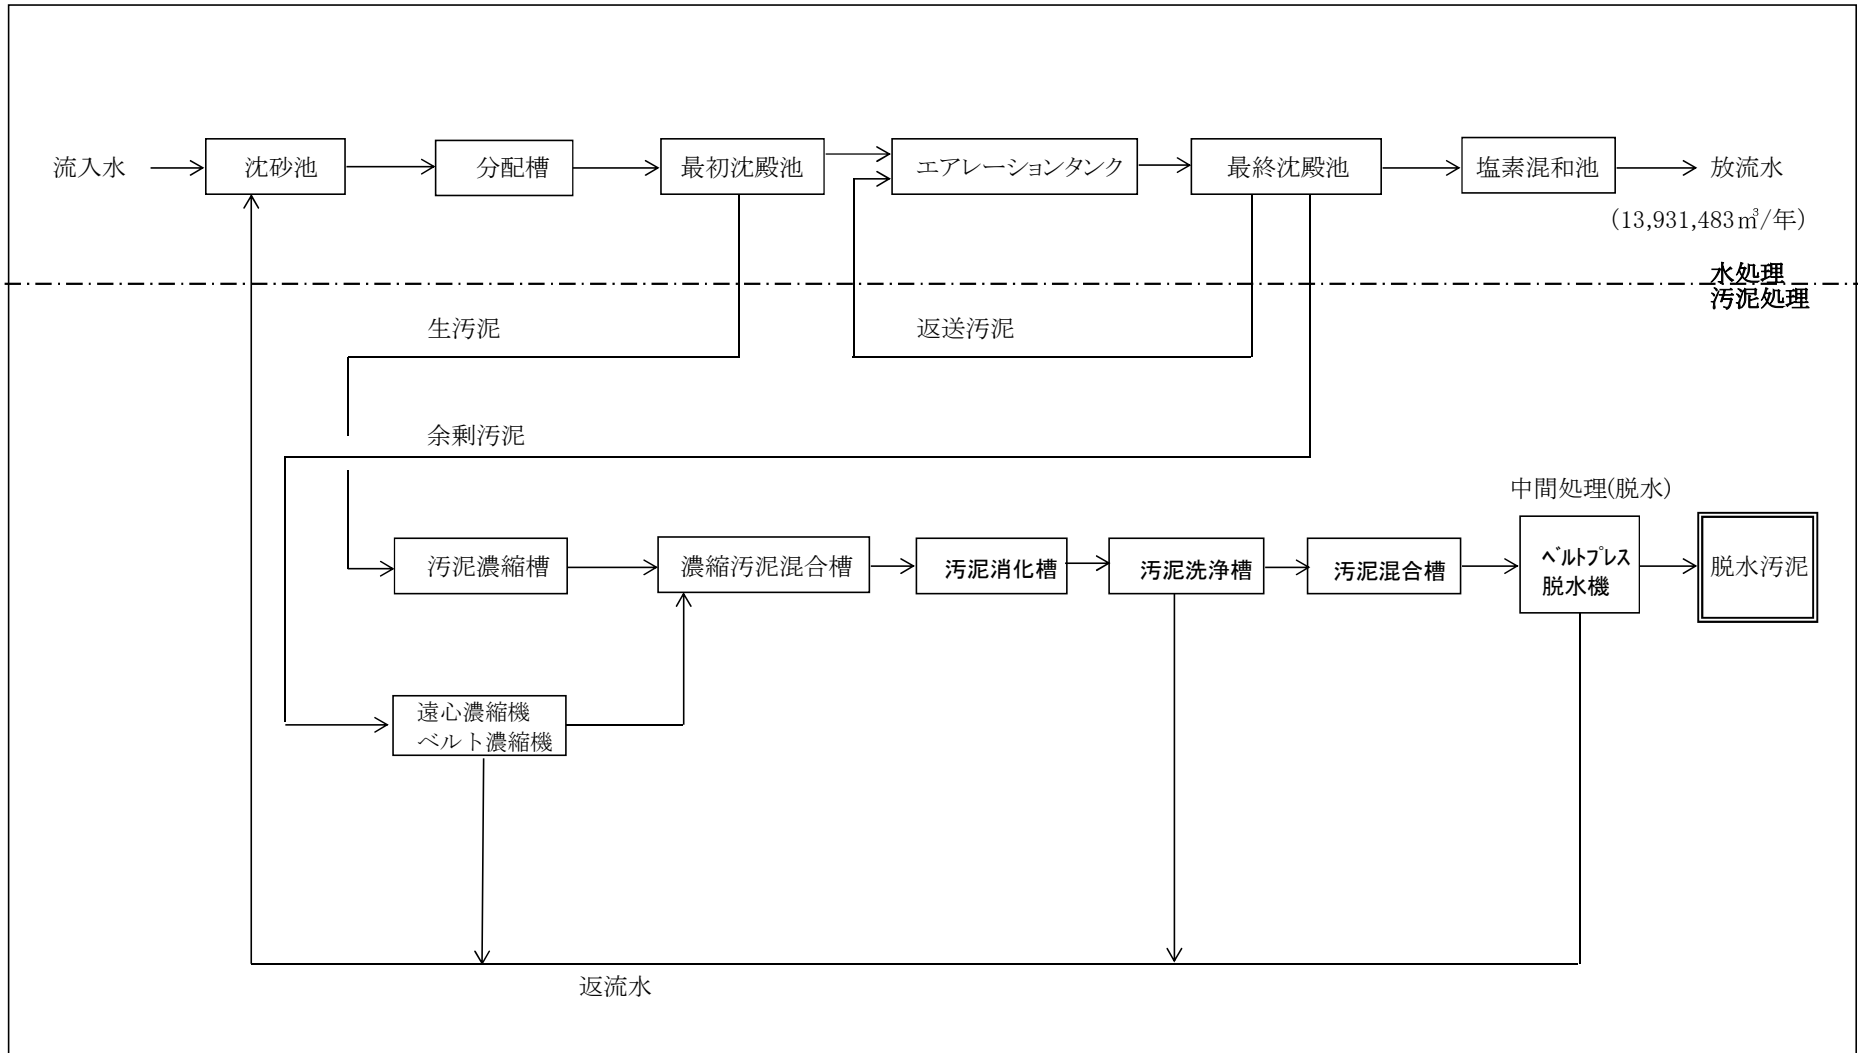 流入水
沈砂池
分配槽
最初沈殿池
エアレーションタンク
最終沈殿池
塩素混和池
放流水
(13,931,483㎥/年)
水処理
汚泥処理
生汚泥
返送汚泥
余剰汚泥
中間処理(脱水)
汚泥濃縮槽
濃縮汚泥混合槽
汚泥消化槽
汚泥洗浄槽
汚泥混合槽
ﾍﾞﾙﾄﾌﾟﾚｽ
脱水機
脱水汚泥
遠心濃縮機
ベルト濃縮機
返流水